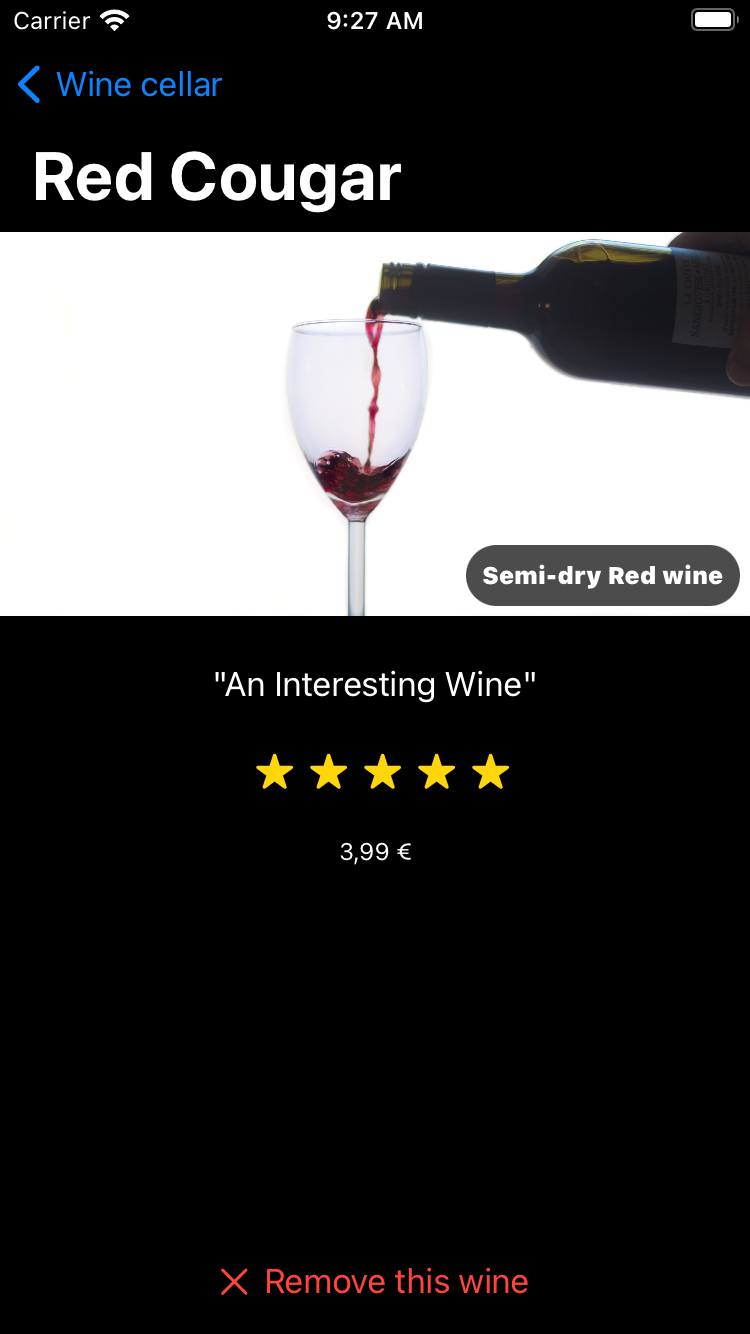 Carrier 9:27 AM
Wine cellar
Red Cougar
SANGIOVESE
Semi-dry Red wine
"An Interesting Wine"
3,99 €
Remove this wine